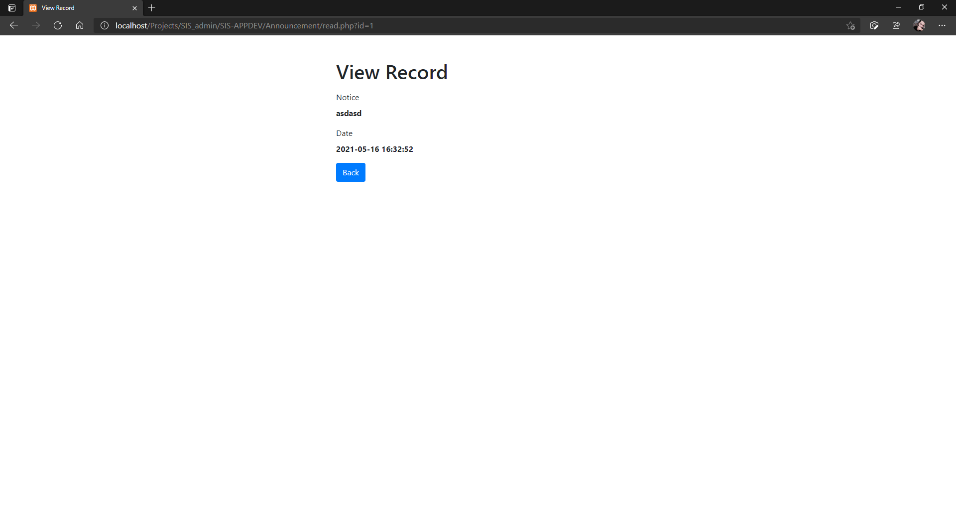 View Record
localhost/Projects/SIS_admin/SIS-APPDEV/Announcement/read.php?id=1
View Record
Notice
asdasd
Date
2021-05-16 16:32:52
Back